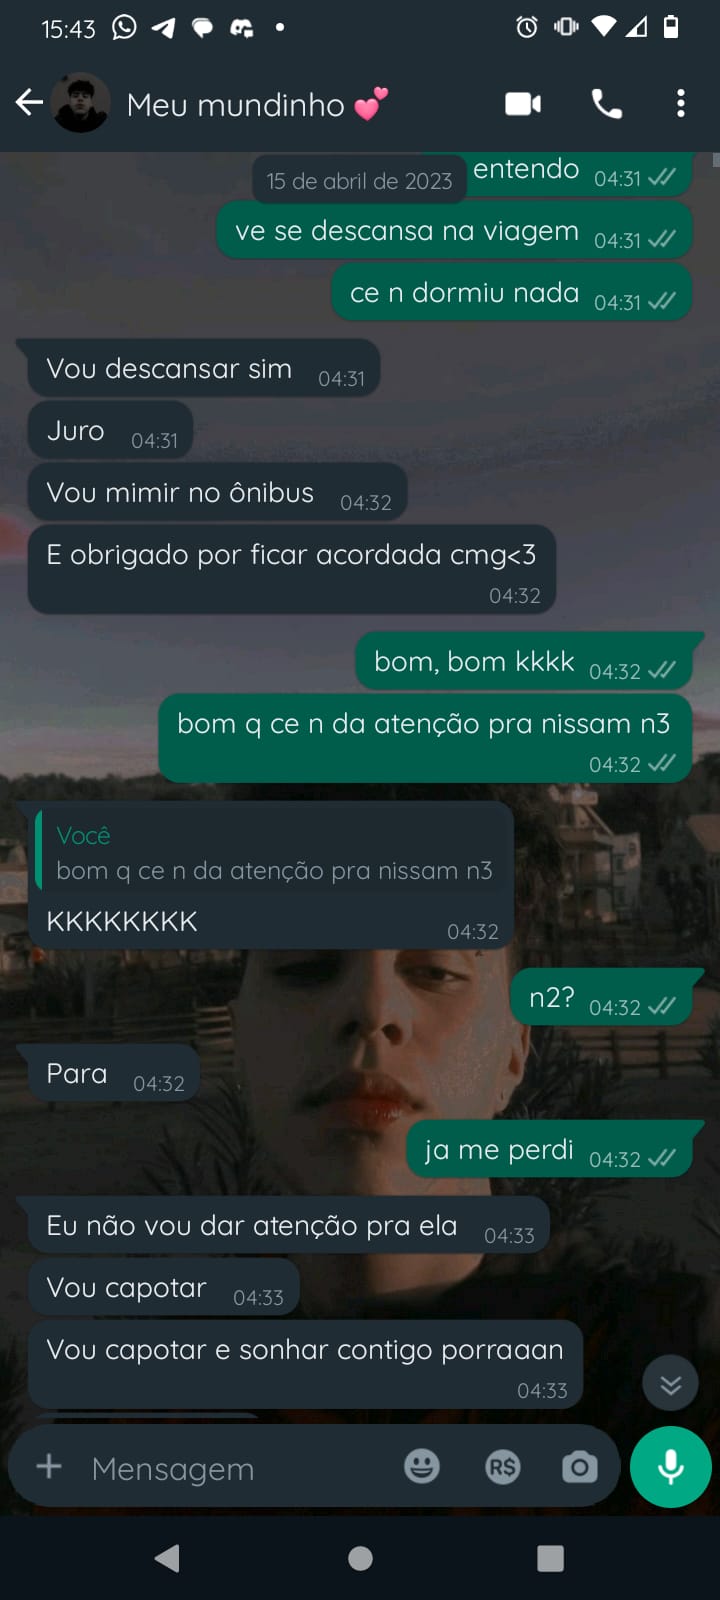 15:43
Meu mundinho 💕
15 de abril de 2023
entendo 04:31
ve se descansa na viagem 04:31
ce n dormiu nada 04:31
Vou descansar sim 04:31
Juro 04:31
Vou mimir no ônibus 04:32
E obrigado por ficar acordada cmg<3
04:32
bom, bom kkkk 04:32
bom q ce n da atenção pra nissam n3
04:32
Você
bom q ce n da atenção pra nissam n3
KKKKKKKK 04:32
n2? 04:32
Para 04:32
ja me perdi 04:32
Eu não vou dar atenção pra ela 04:33
Vou capotar 04:33
Vou capotar e sonhar contigo porraaan
04:33
Mensagem
R$